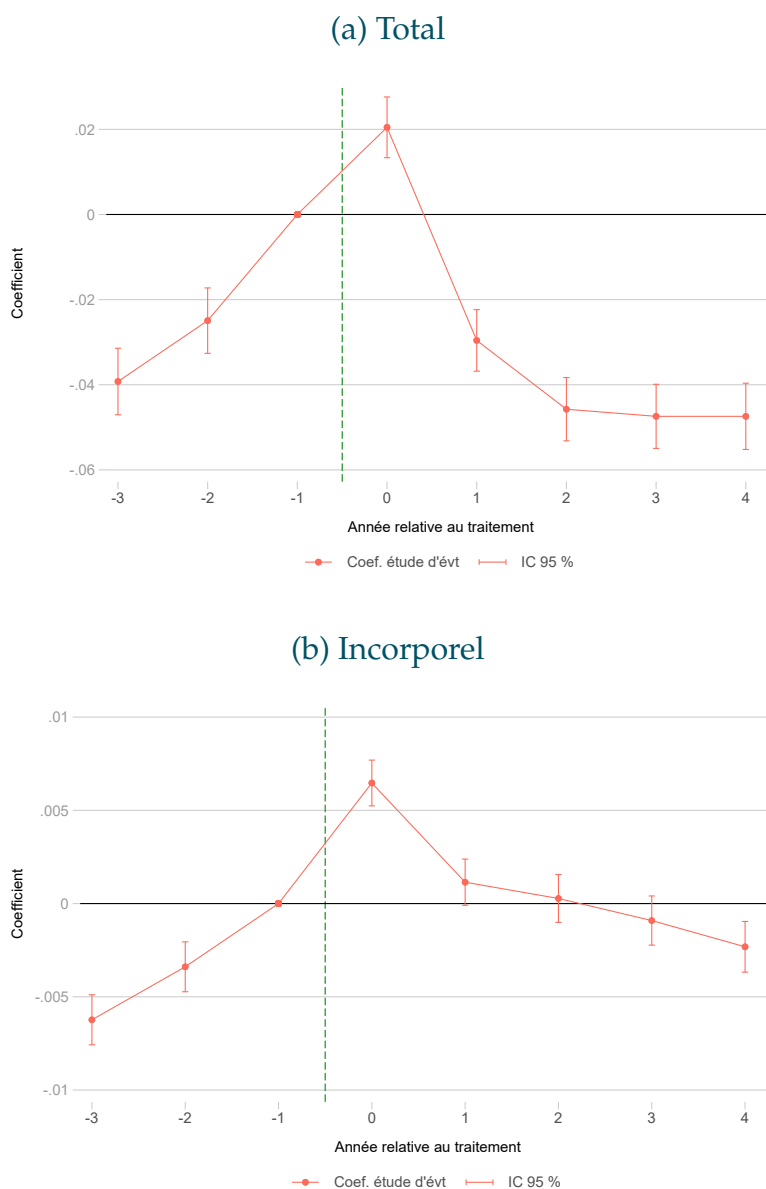 (a) Total
.02
0
-.02
-.04
-.06
Coefficient
-3 -2 -1 0 1 2 3 4
Année relative au traitement
Coef. étude d'évt IC 95 %
(b) Incorporel
.01
.005
0
-.005
-.01
Coefficient
-3 -2 -1 0 1 2 3 4
Année relative au traitement
Coef. étude d'évt IC 95 %